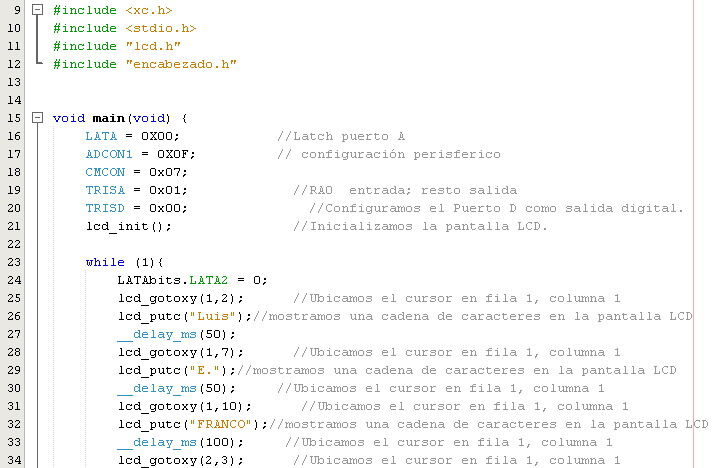 9 #include <xc.h>
10 #include <stdio.h>
11 #include "lcd.h"
12 #include "encabezado.h"
13
14
15 void main(void) {
16 LATA = 0X00; //Latch puerto A
17 ADCON1 = 0X0F; // configuración perisferico
18 CMCON = 0x07;
19 TRISA = 0x01; //RA0 entrada; resto salida
20 TRISD = 0x00; //Configuramos el Puerto D como salida digital.
21 lcd_init(); //Inicializamos la pantalla LCD.
22
23 while (1){
24 LATAbits.LATA2 = 0;
25 lcd_gotoxy(1,2); //Ubicamos el cursor en fila 1, columna 1
26 lcd_putc("Luis");//mostramos una cadena de caracteres en la pantalla LCD
27 __delay_ms(50);
28 lcd_gotoxy(1,7); //Ubicamos el cursor en fila 1, columna 1
29 lcd_putc("E.");//mostramos una cadena de caracteres en la pantalla LCD
30 __delay_ms(50); //Ubicamos el cursor en fila 1, columna 1
31 lcd_gotoxy(1,10); //Ubicamos el cursor en fila 1, columna 1
32 lcd_putc("FRANCO");//mostramos una cadena de caracteres en la pantalla LCD
33 __delay_ms(100); //Ubicamos el cursor en fila 1, columna 1
34 lcd_gotoxy(2,3); //Ubicamos el cursor en fila 1, columna 1